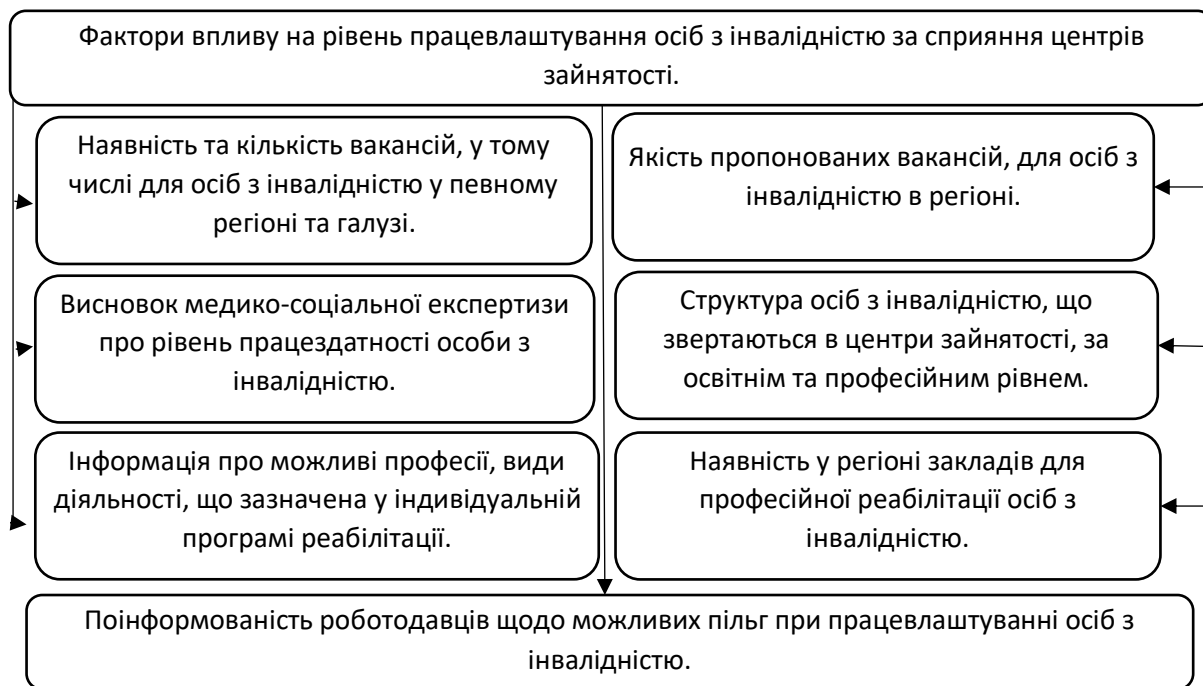 Фактори впливу на рівень працевлаштування осіб з інвалідністю за сприяння центрів
зайнятості.
Наявність та кількість вакансій, у тому
числі для осіб з інвалідністю у певному
регіоні та галузі.
Якість пропонованих вакансій, для осіб з
інвалідністю в регіоні.
Висновок медико-соціальної експертизи
про рівень працездатності особи з
інвалідністю.
Структура осіб з інвалідністю, що
звертаються в центри зайнятості, за
освітнім та професійним рівнем.
Інформація про можливі професії, види
діяльності, що зазначена у індивідуальній
програмі реабілітації.
Наявність у регіоні закладів для
професійної реабілітації осіб з
інвалідністю.
Поінформованість роботодавців щодо можливих пільг при працевлаштуванні осіб з
інвалідністю.